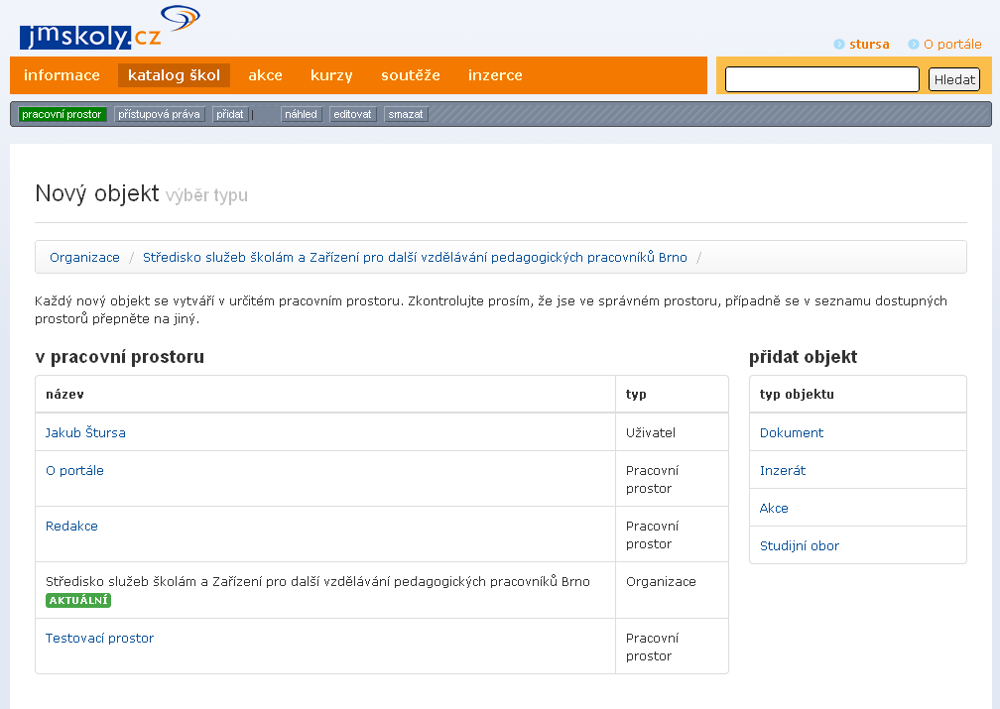 jmskoly.cz
stursa O portále
informace katalog škol akce kurzy soutěže inzerce Hledat
pracovní prostor přístupová práva přidat | náhled editovat smazat
Nový objekt výběr typu
Organizace / Středisko služeb školám a Zařízení pro další vzdělávání pedagogických pracovníků Brno /
Každý nový objekt se vytváří v určitém pracovním prostoru. Zkontrolujte prosím, že jse ve správném prostoru, případně se v seznamu dostupných
prostorů přepněte na jiný.
v pracovní prostoru
název typ
Jakub Štursa Uživatel
O portále Pracovní
prostor
Redakce Pracovní
prostor
Středisko služeb školám a Zařízení pro další vzdělávání pedagogických pracovníků Brno Organizace
AKTUÁLNÍ
Testovací prostor Pracovní
prostor
přidat objekt
typ objektu
Dokument
Inzerát
Akce
Studijní obor